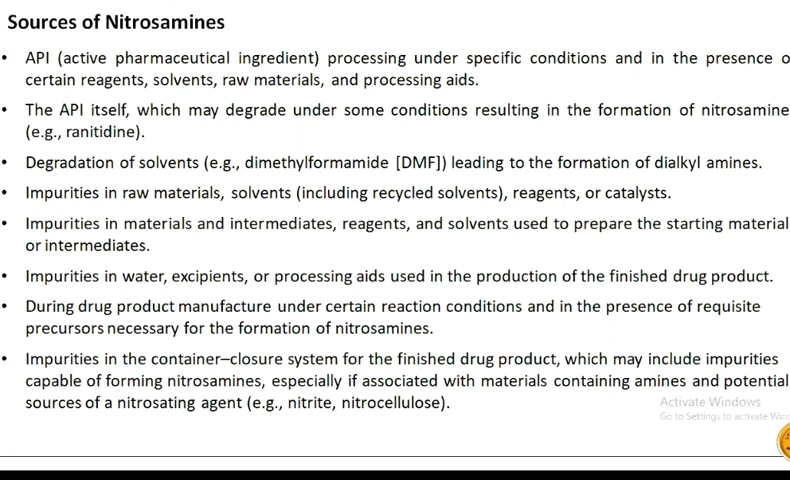 Sources of Nitrosamines
• API (active pharmaceutical ingredient) processing under specific conditions and in the presence o
certain reagents, solvents, raw materials, and processing aids.
• The API itself, which may degrade under some conditions resulting in the formation of nitrosamine
(e.g., ranitidine).
• Degradation of solvents (e.g., dimethylformamide [DMF]) leading to the formation of dialkyl amines.
• Impurities in raw materials, solvents (including recycled solvents), reagents, or catalysts.
• Impurities in materials and intermediates, reagents, and solvents used to prepare the starting material
or intermediates.
• Impurities in water, excipients, or processing aids used in the production of the finished drug product.
• During drug product manufacture under certain reaction conditions and in the presence of requisite
precursors necessary for the formation of nitrosamines.
• Impurities in the container–closure system for the finished drug product, which may include impurities
capable of forming nitrosamines, especially if associated with materials containing amines and potential
sources of a nitrosating agent (e.g., nitrite, nitrocellulose).
Activate Windows
Go to Settings to activate Win